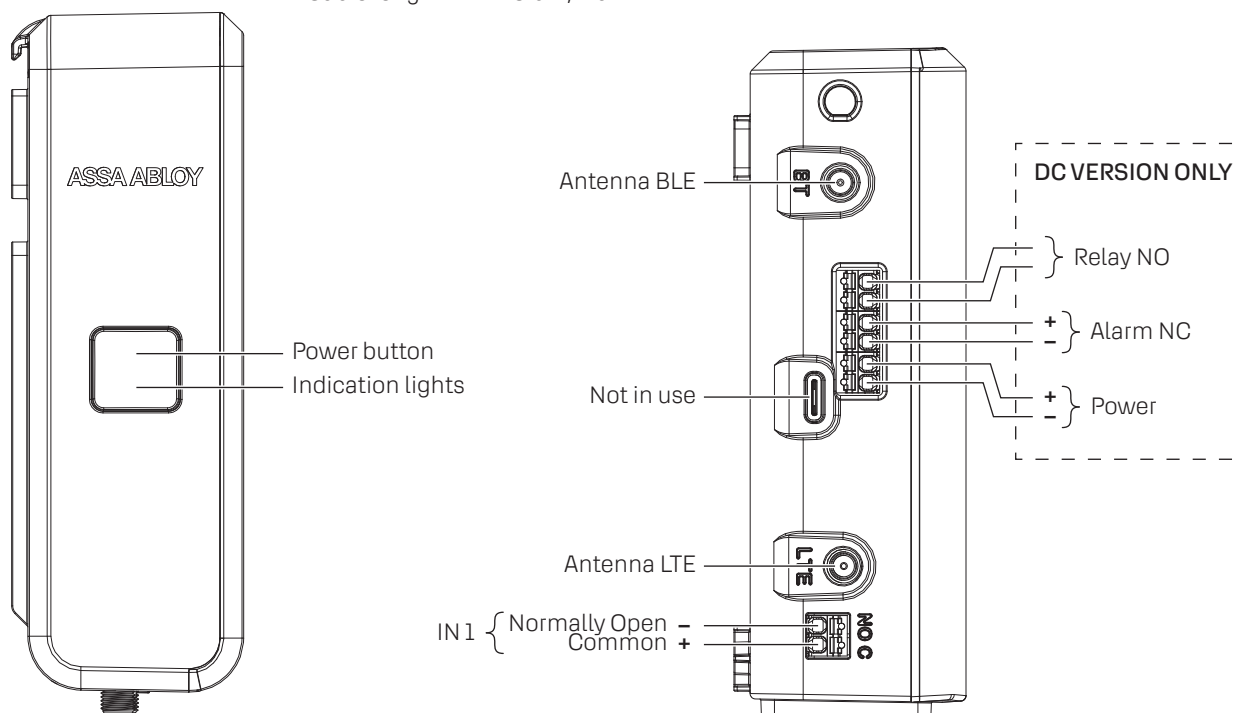 ASSA ABLOY
Power button
Indication lights
Antenna BLE
BT
Not in use
Antenna LTE
LTE
IN 1 { Normally Open −
Common +
NO C
DC VERSION ONLY
Relay NO
+
− } Alarm NC
+
− } Power